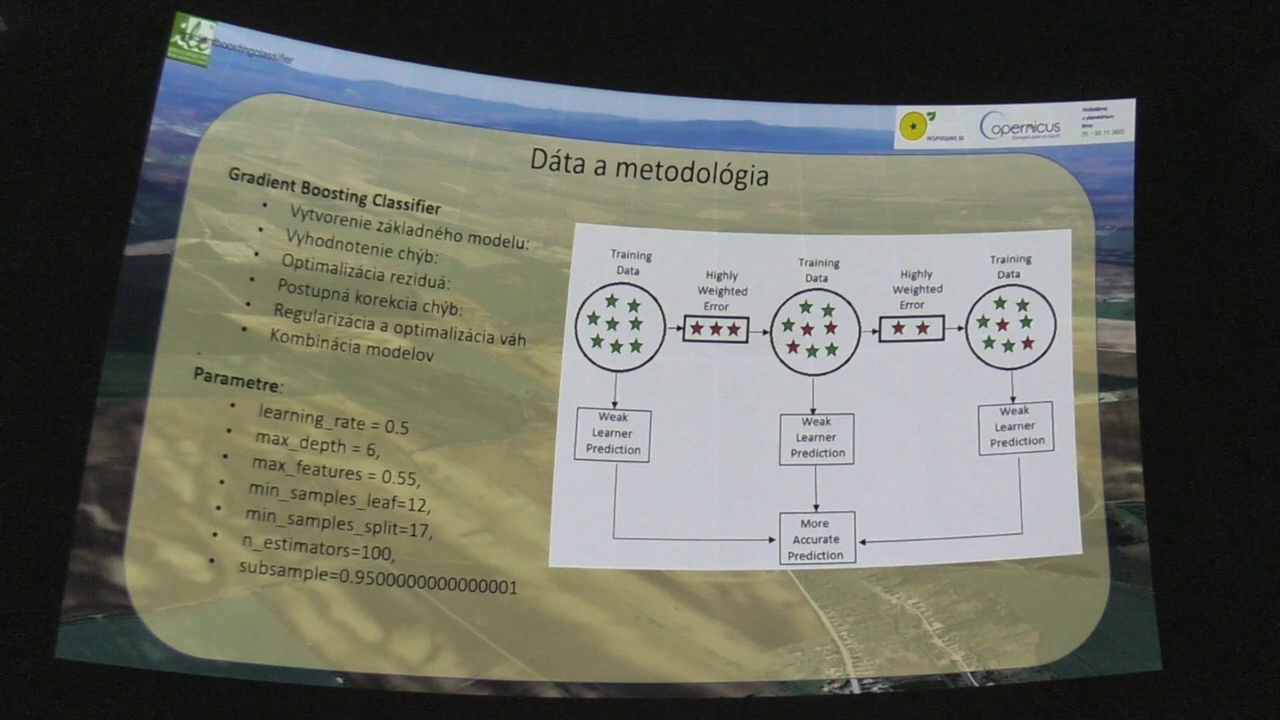 Dáta a metodológia
Gradient Boosting Classifier
• Vytvorenie základného modelu:
• Vyhodnotenie chýb:
• Optimalizácia reziduá:
• Postupná korekcia chýb:
• Regularizácia a optimalizácia váh
• Kombinácia modelov
Parametre:
• learning_rate = 0.5
• max_depth = 6,
• max_features = 0.55,
• min_samples_leaf=12,
• min_samples_split=17,
• n_estimators=100,
• subsample=0.9500000000000001
Training
Data
Highly
Weighted
Error
Training
Data
Highly
Weighted
Error
Training
Data
Weak
Learner
Prediction
Weak
Learner
Prediction
Weak
Learner
Prediction
More
Accurate
Prediction
Copernicus